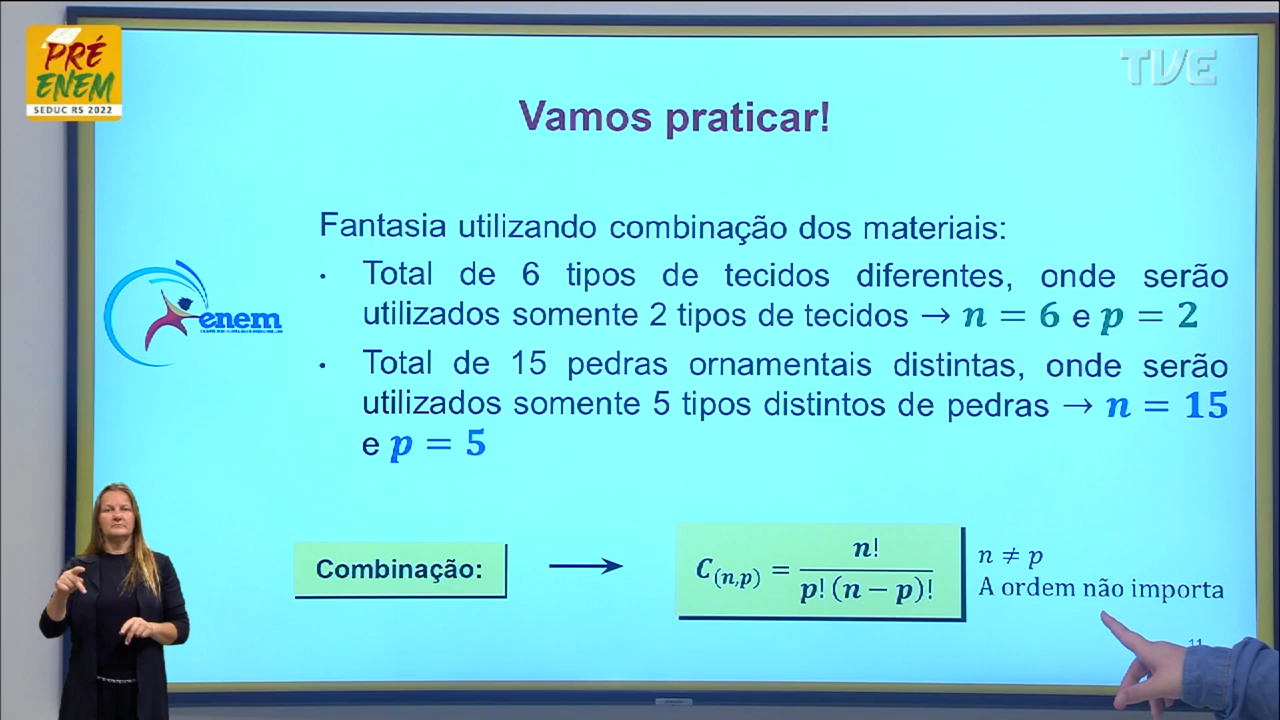 PRÉ
ENEM
SEDUC RS 2022
TVE
Vamos praticar!
Fantasia utilizando combinação dos materiais:
• Total de 6 tipos de tecidos diferentes, onde serão
utilizados somente 2 tipos de tecidos → n = 6 e p = 2
• Total de 15 pedras ornamentais distintas, onde serão
utilizados somente 5 tipos distintos de pedras → n = 15
e p = 5
enem
Combinação: → C(n,p) = n! / p! (n − p)!
n ≠ p
A ordem não importa
11